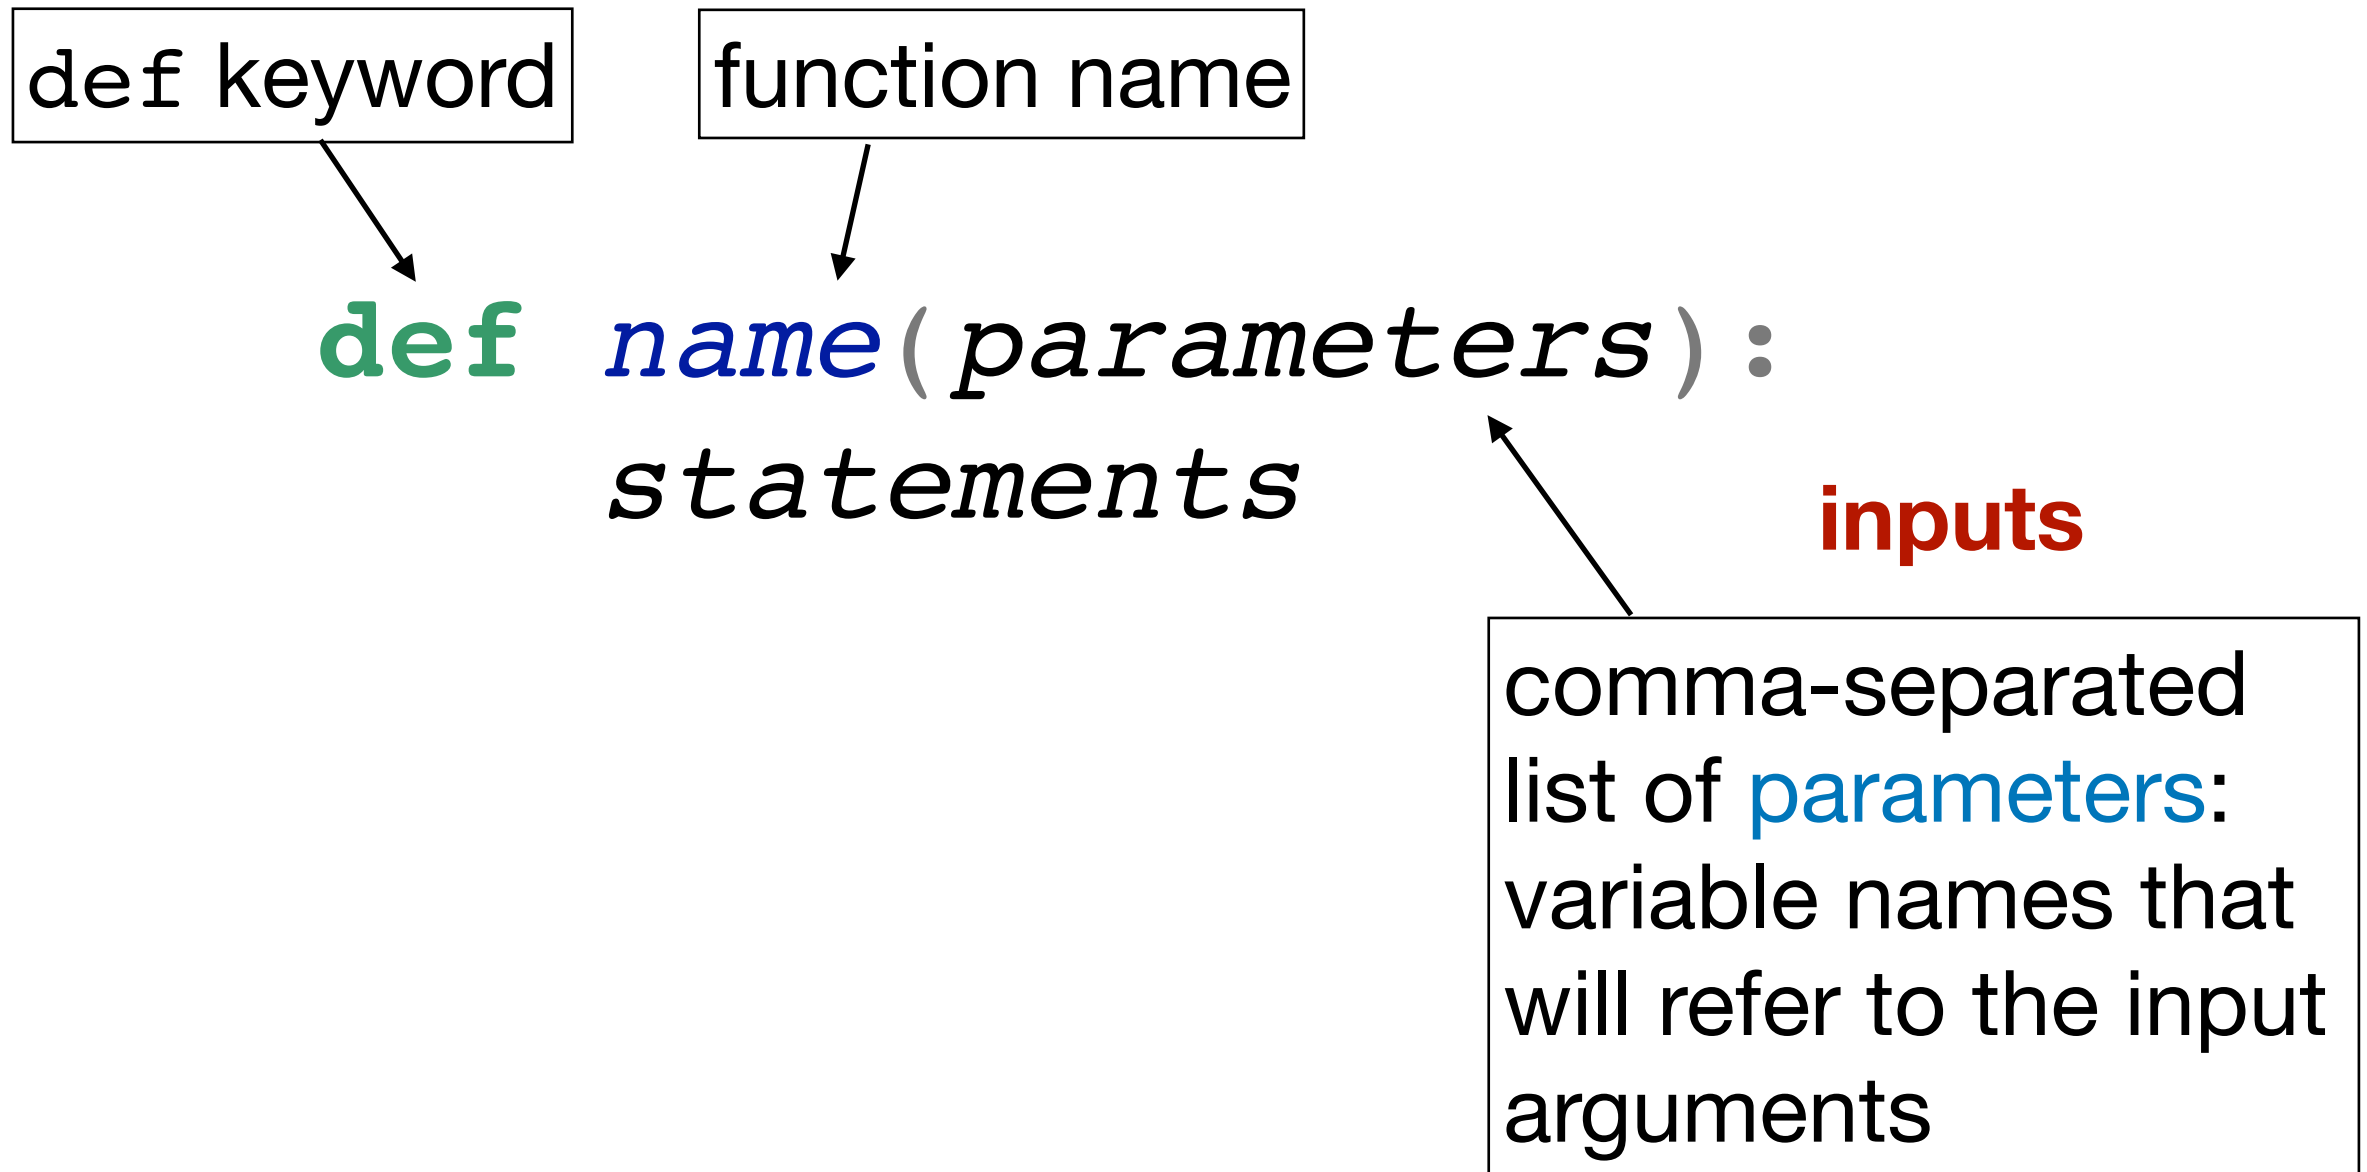 def keyword
function name
def name(parameters):
statements
inputs
comma-separated
list of parameters:
variable names that
will refer to the input
arguments